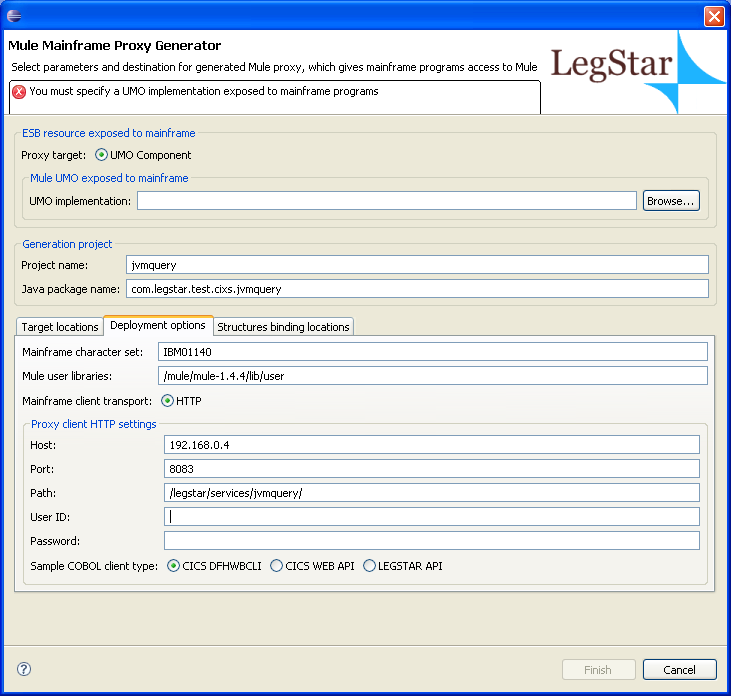 Mule Mainframe Proxy Generator
Select parameters and destination for generated Mule proxy, which gives mainframe programs access to Mule
You must specify a UMO implementation exposed to mainframe programs
LegStar
ESB resource exposed to mainframe
Proxy target: UMO Component
Mule UMO exposed to mainframe
UMO implementation: Browse...
Generation project
Project name: jvmquery
Java package name: com.legstar.test.cixs.jvmquery
Target locations Deployment options Structures binding locations
Mainframe character set: IBM01140
Mule user libraries: /mule/mule-1.4.4/lib/user
Mainframe client transport: HTTP
Proxy client HTTP settings
Host: 192.168.0.4
Port: 8083
Path: /legstar/services/jvmquery/
User ID:
Password:
Sample COBOL client type: CICS DFHWBCLI CICS WEB API LEGSTAR API
? Finish Cancel